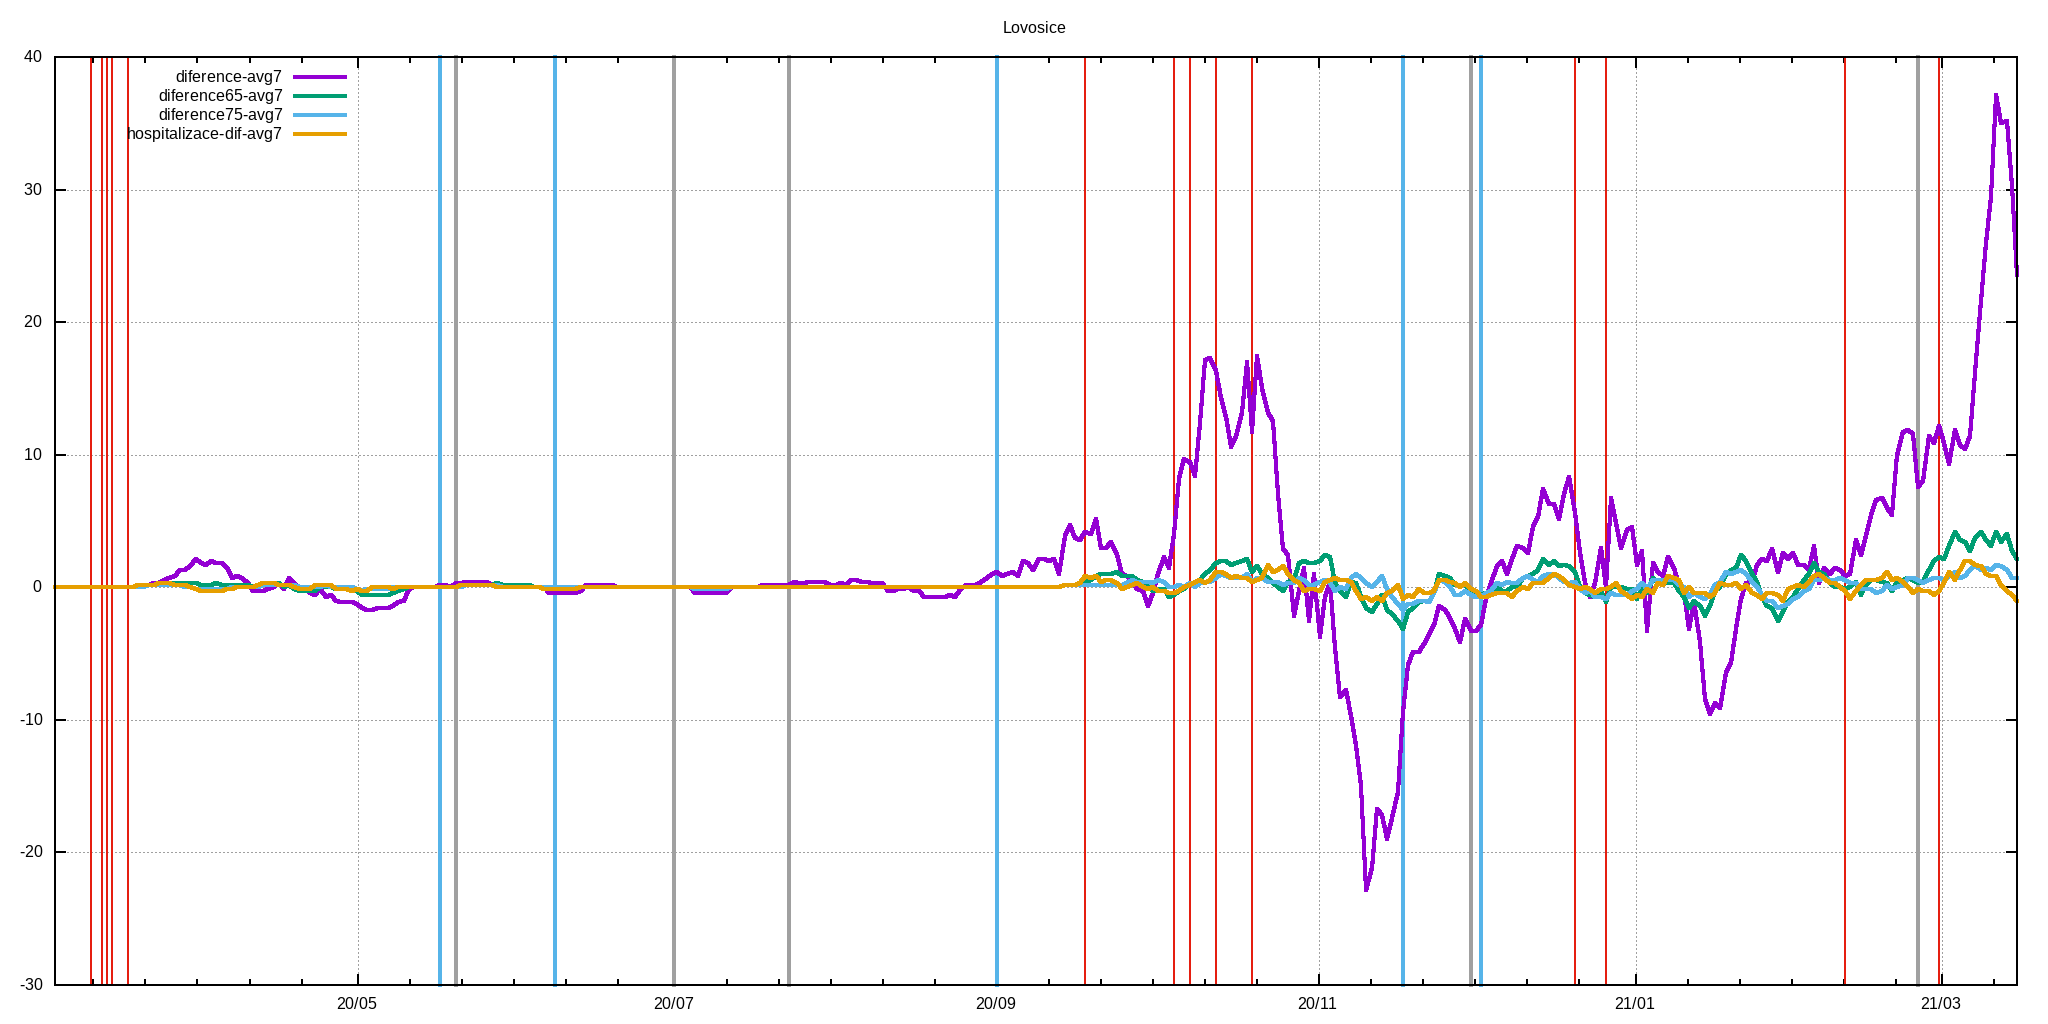 Lovosice
40
diference-avg7
diference65-avg7
diference75-avg7
hospitalizace-dif-avg7
30
20
10
0
-10
-20
-30
20/05 20/07 20/09 20/11 21/01 21/03